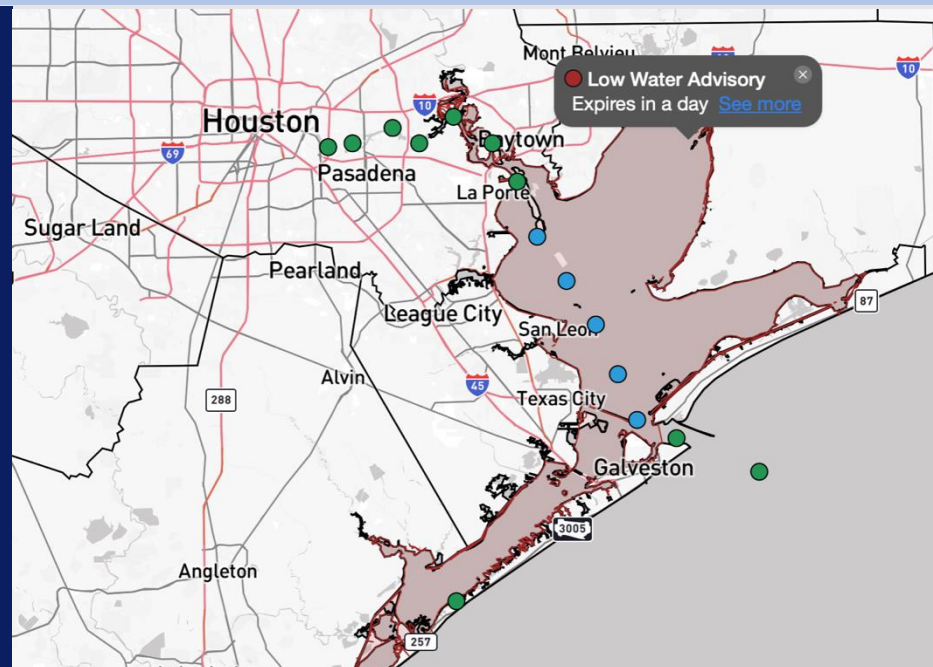 Mont Belvieu
10
Low Water Advisory
Expires in a day See more
10
Houston
Baytown
69
Pasadena
La Porte
Sugar Land
Pearland
87
League City
San Leon
Alvin
45
288
Texas City
Galveston
3005
Angleton
257